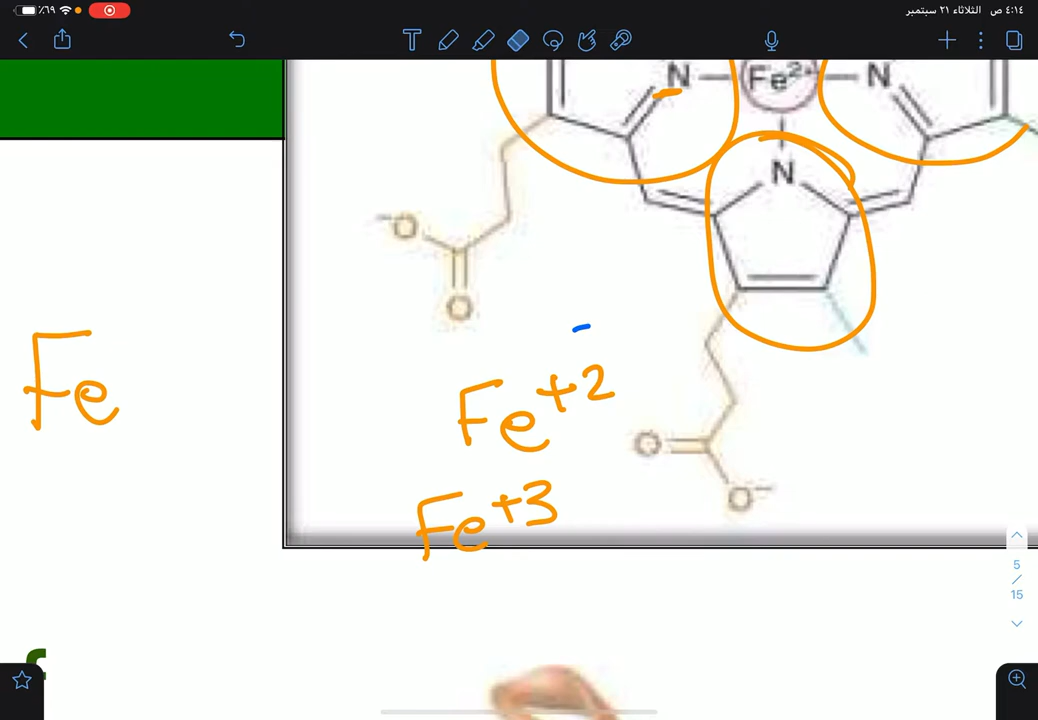 ٤:١٤ ص الثلاثاء ٢١ سبتمبر
٪٦٩
T
N Fe²⁺ N
N
⁻O
O
Fe
Fe⁺²
O
O⁻
Fe⁺³
5
/
15
f